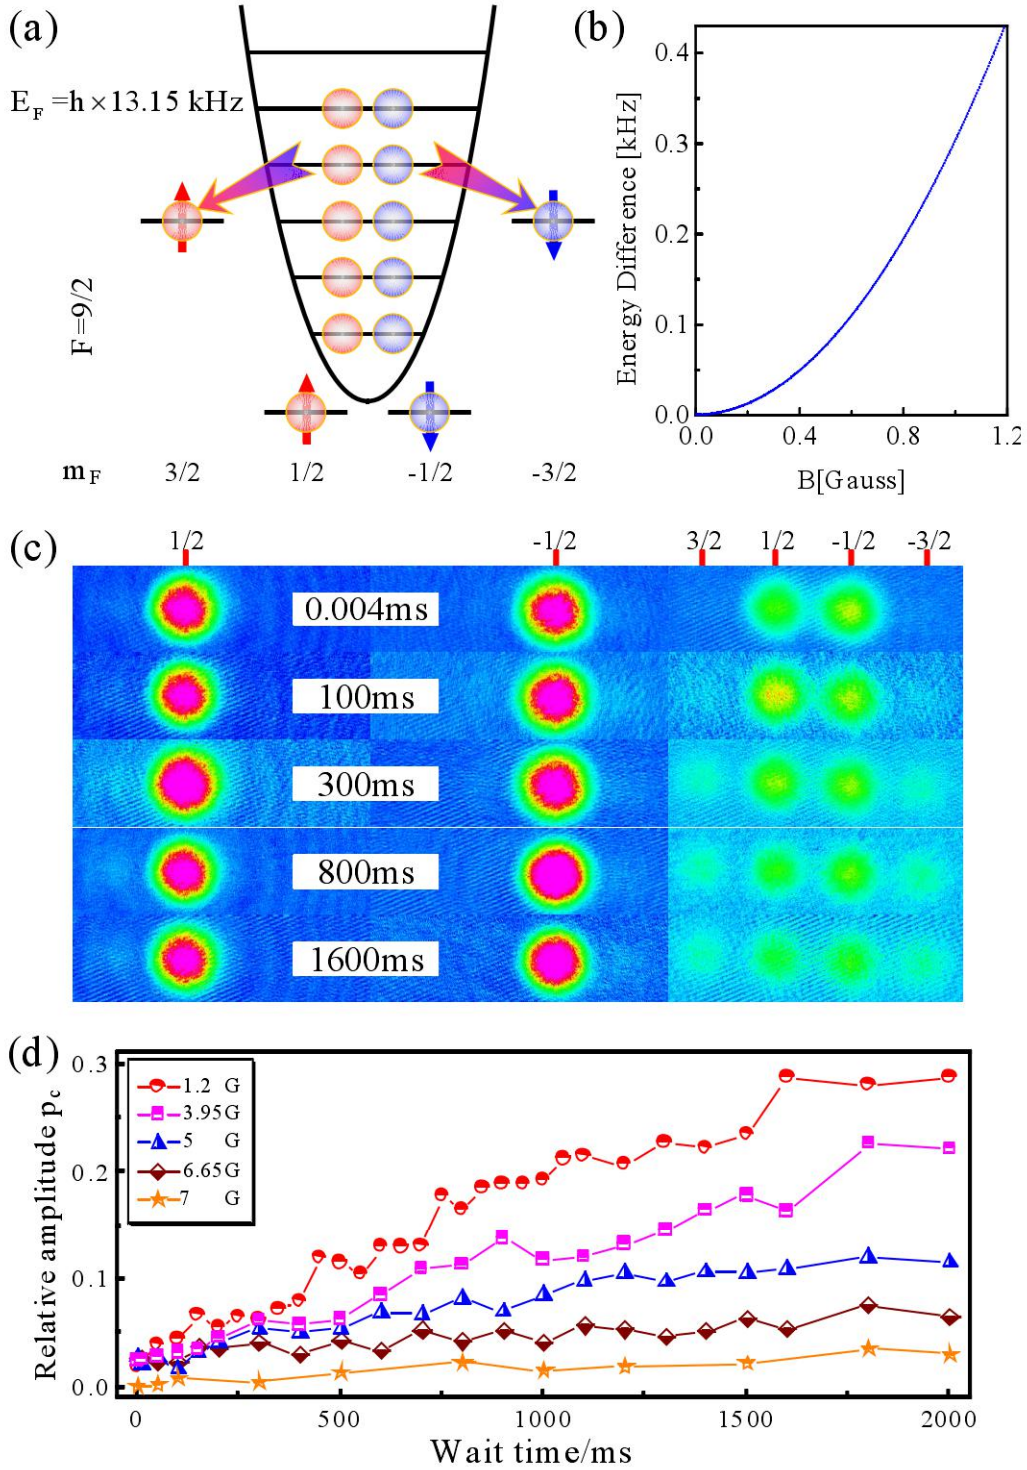 (a)
E_F =h×13.15 kHz
F=9/2
m_F 3/2 1/2 -1/2 -3/2
(b)
Energy Difference [kHz]
0.4
0.3
0.2
0.1
0.0
0.0 0.4 0.8 1.2
B[Gauss]
(c)
1/2 -1/2 3/2 1/2 -1/2 -3/2
0.004ms
100ms
300ms
800ms
1600ms
(d)
Relative amplitude p_c
0.3
0.2
0.1
0.0
1.2 G
3.95G
5 G
6.65G
7 G
0 500 1000 1500 2000
Wait time/ms